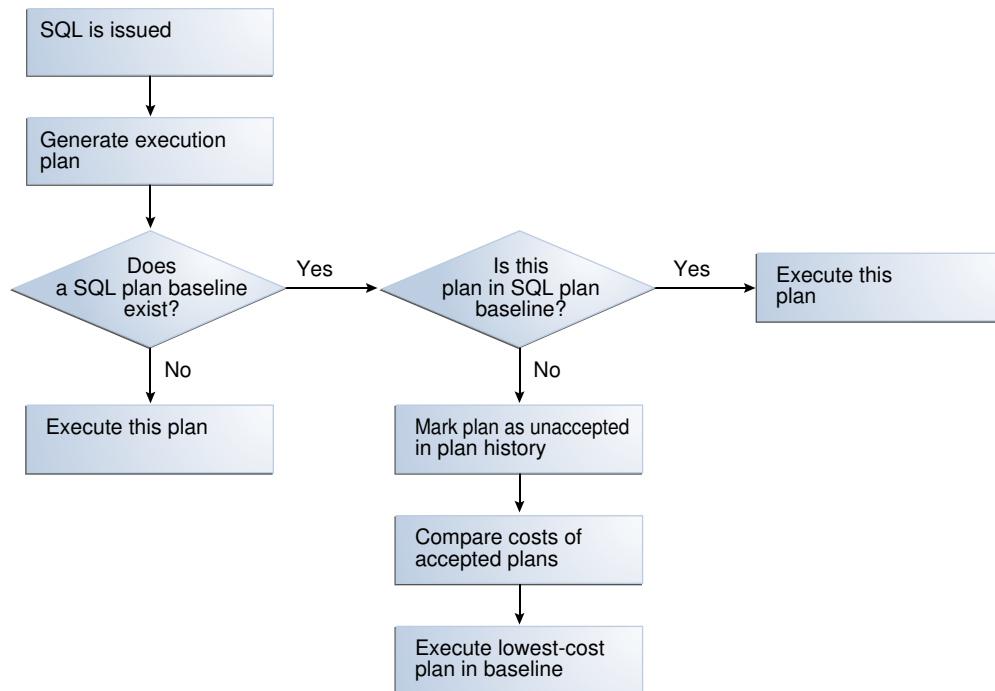 SQL is issued
Generate execution
plan
Does
a SQL plan baseline
exist?
Yes
Is this
plan in SQL plan
baseline?
Yes
Execute this
plan
No
No
Execute this plan
Mark plan as unaccepted
in plan history
Compare costs of
accepted plans
Execute lowest-cost
plan in baseline